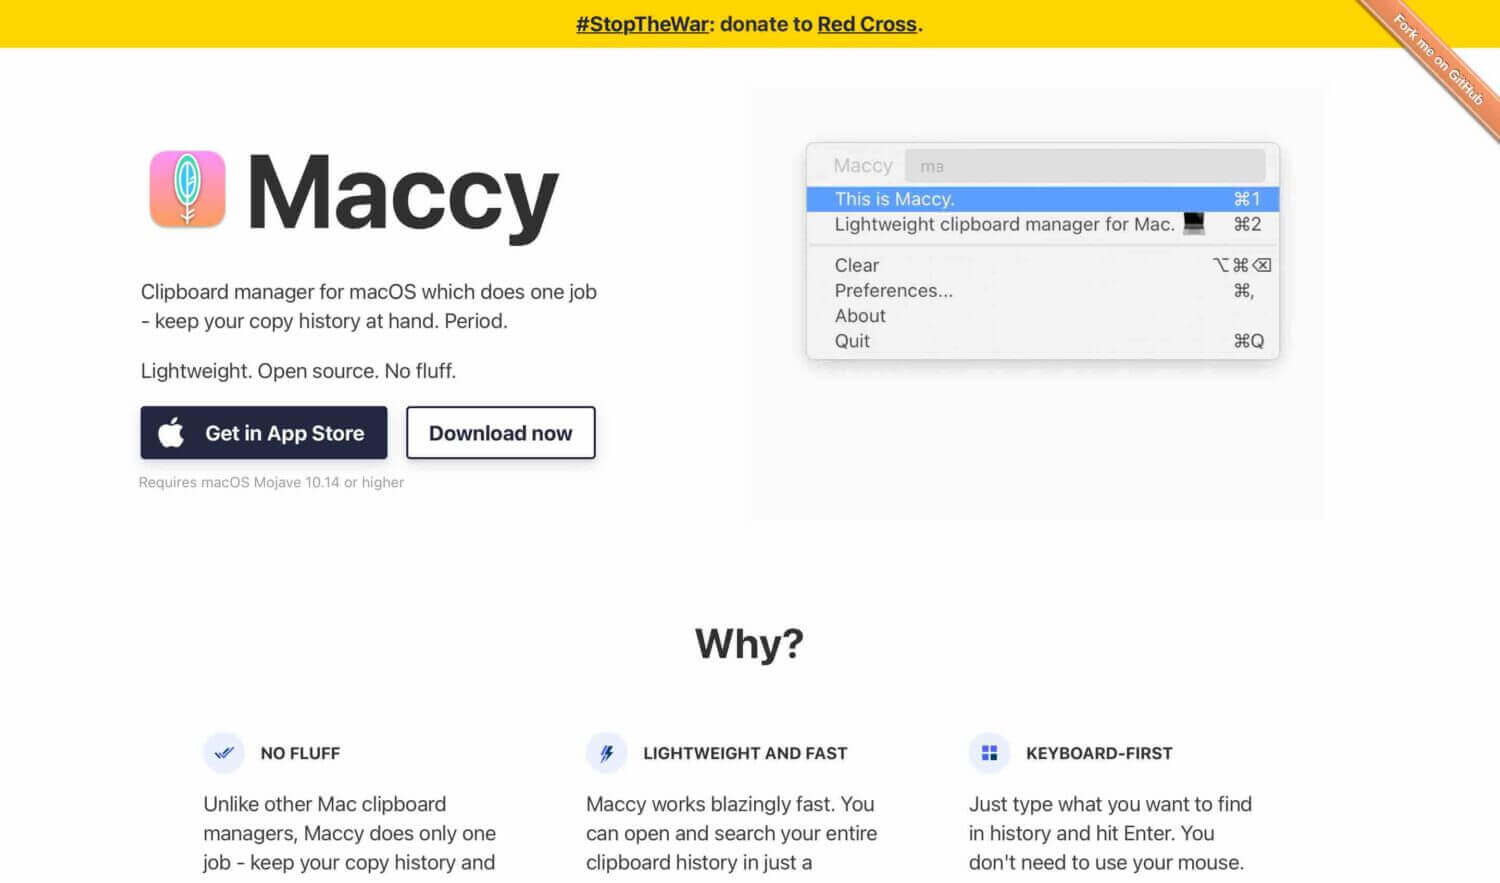 #StopTheWar: donate to Red Cross.
Fork me on GitHub
Maccy
Clipboard manager for macOS which does one job
- keep your copy history at hand. Period.
Lightweight. Open source. No fluff.
Get in App Store
Download now
Requires macOS Mojave 10.14 or higher
Maccy ma
This is Maccy. ⌘1
Lightweight clipboard manager for Mac. 💻 ⌘2
Clear ⌥⌘⌫
Preferences... ⌘,
About
Quit ⌘Q
Why?
NO FLUFF
Unlike other Mac clipboard
managers, Maccy does only one
job - keep your copy history and
LIGHTWEIGHT AND FAST
Maccy works blazingly fast. You
can open and search your entire
clipboard history in just a
KEYBOARD-FIRST
Just type what you want to find
in history and hit Enter. You
don't need to use your mouse.